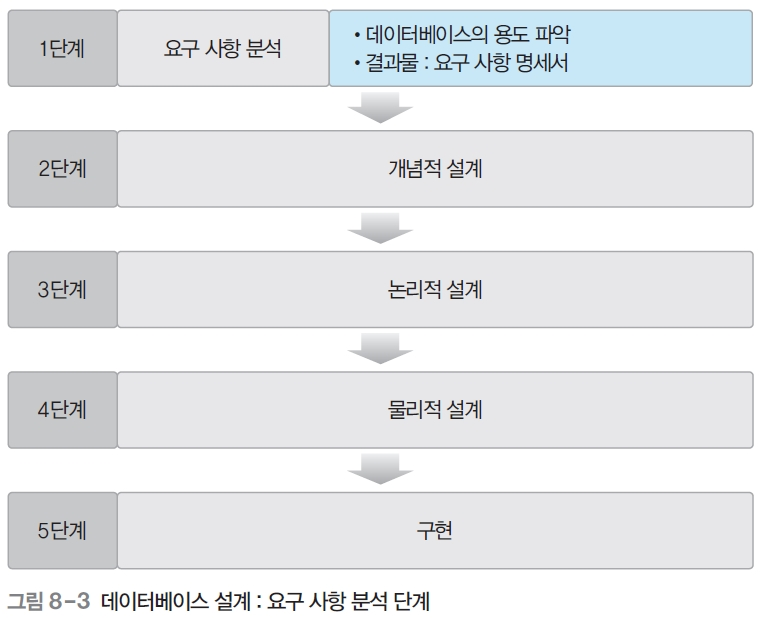 1단계
요구 사항 분석
• 데이터베이스의 용도 파악
• 결과물 : 요구 사항 명세서
2단계
개념적 설계
3단계
논리적 설계
4단계
물리적 설계
5단계
구현
그림 8-3 데이터베이스 설계 : 요구 사항 분석 단계